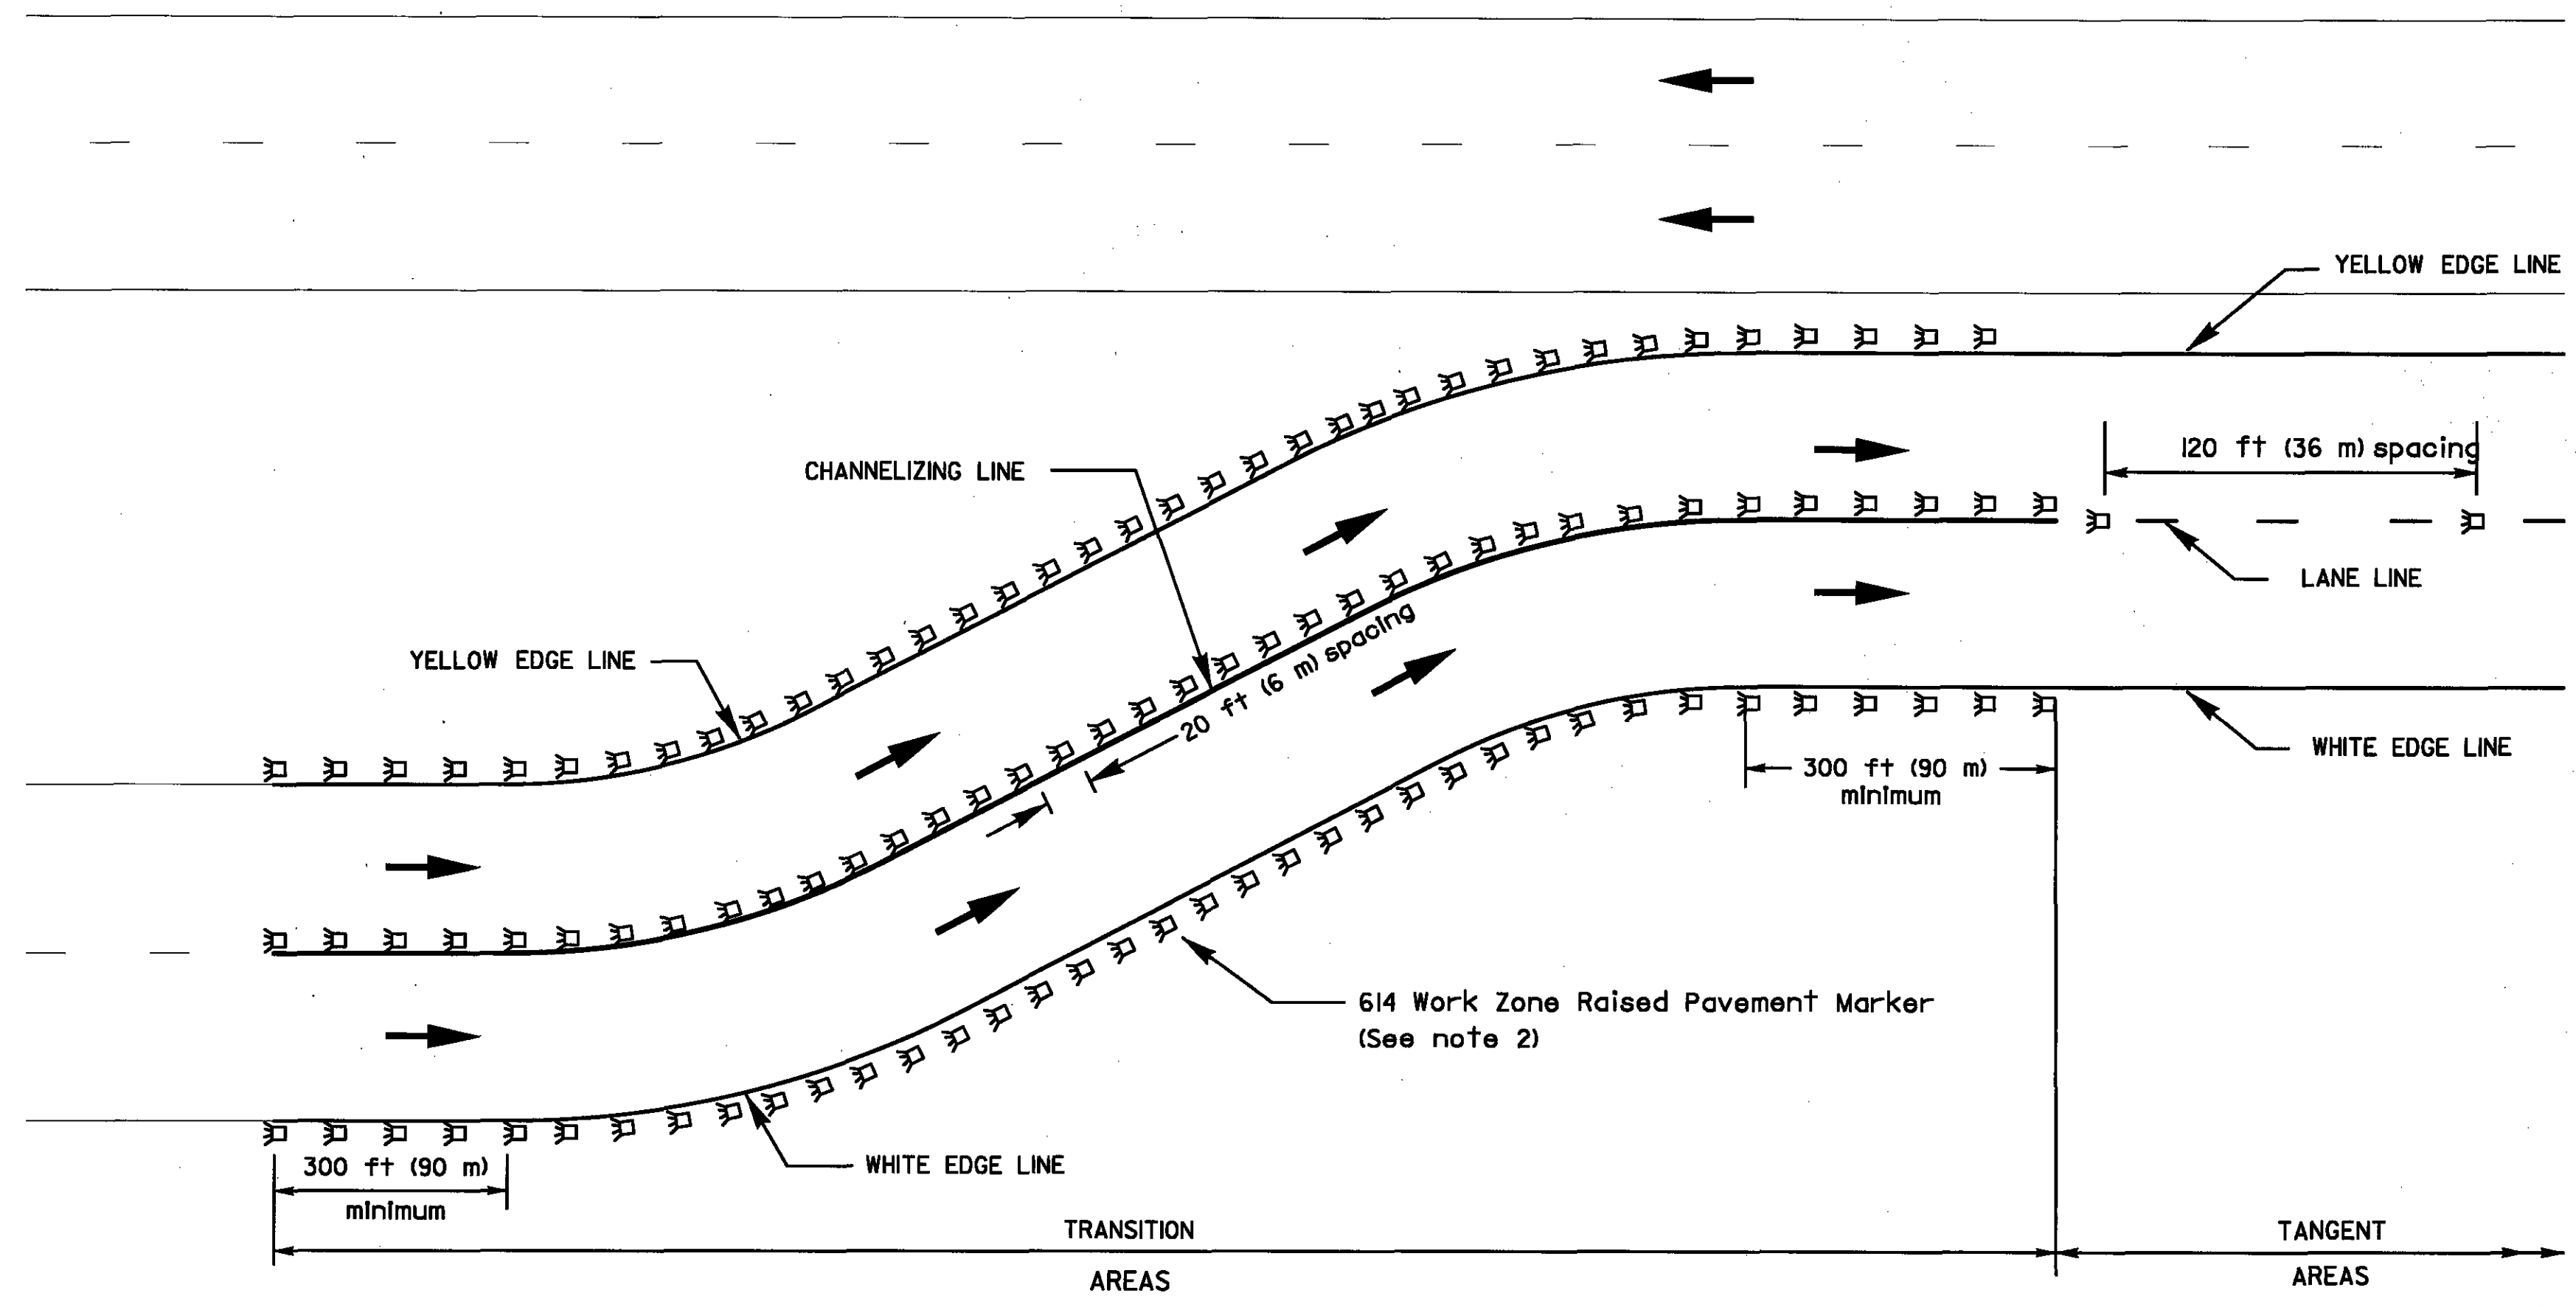 YELLOW EDGE LINE
120 ft (36 m) spacing
CHANNELIZING LINE
LANE LINE
20 ft (6 m) spacing
YELLOW EDGE LINE
WHITE EDGE LINE
300 ft (90 m)
minimum
614 Work Zone Raised Pavement Marker
(See note 2)
300 ft (90 m)
minimum
WHITE EDGE LINE
TRANSITION
AREAS
TANGENT
AREAS